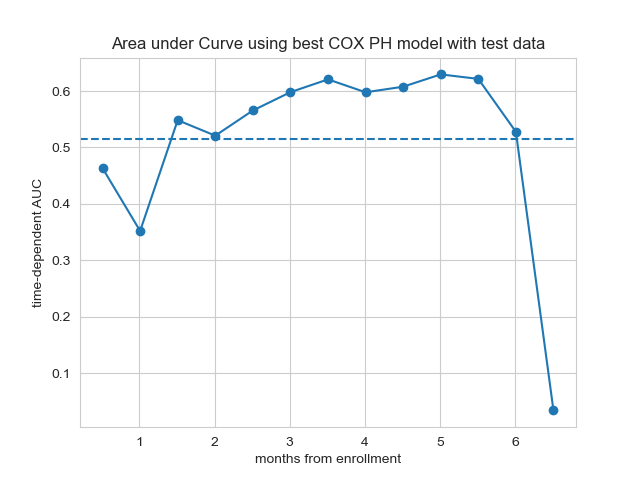 Area under Curve using best COX PH model with test data
time-dependent AUC
0.6
0.5
0.4
0.3
0.2
0.1
1 2 3 4 5 6
months from enrollment